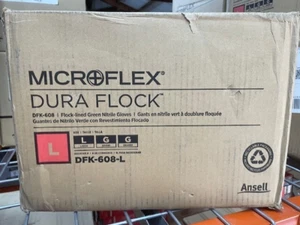 MICROFLEX®
DURA FLOCK™
DFK-608 | Flock-lined Green Nitrile Gloves | Gants en nitrile vert à doublure floquée
Guantes de Nitrilo Verde con Revestimiento Flocado
L
L G G
DFK-608-L
Ansell